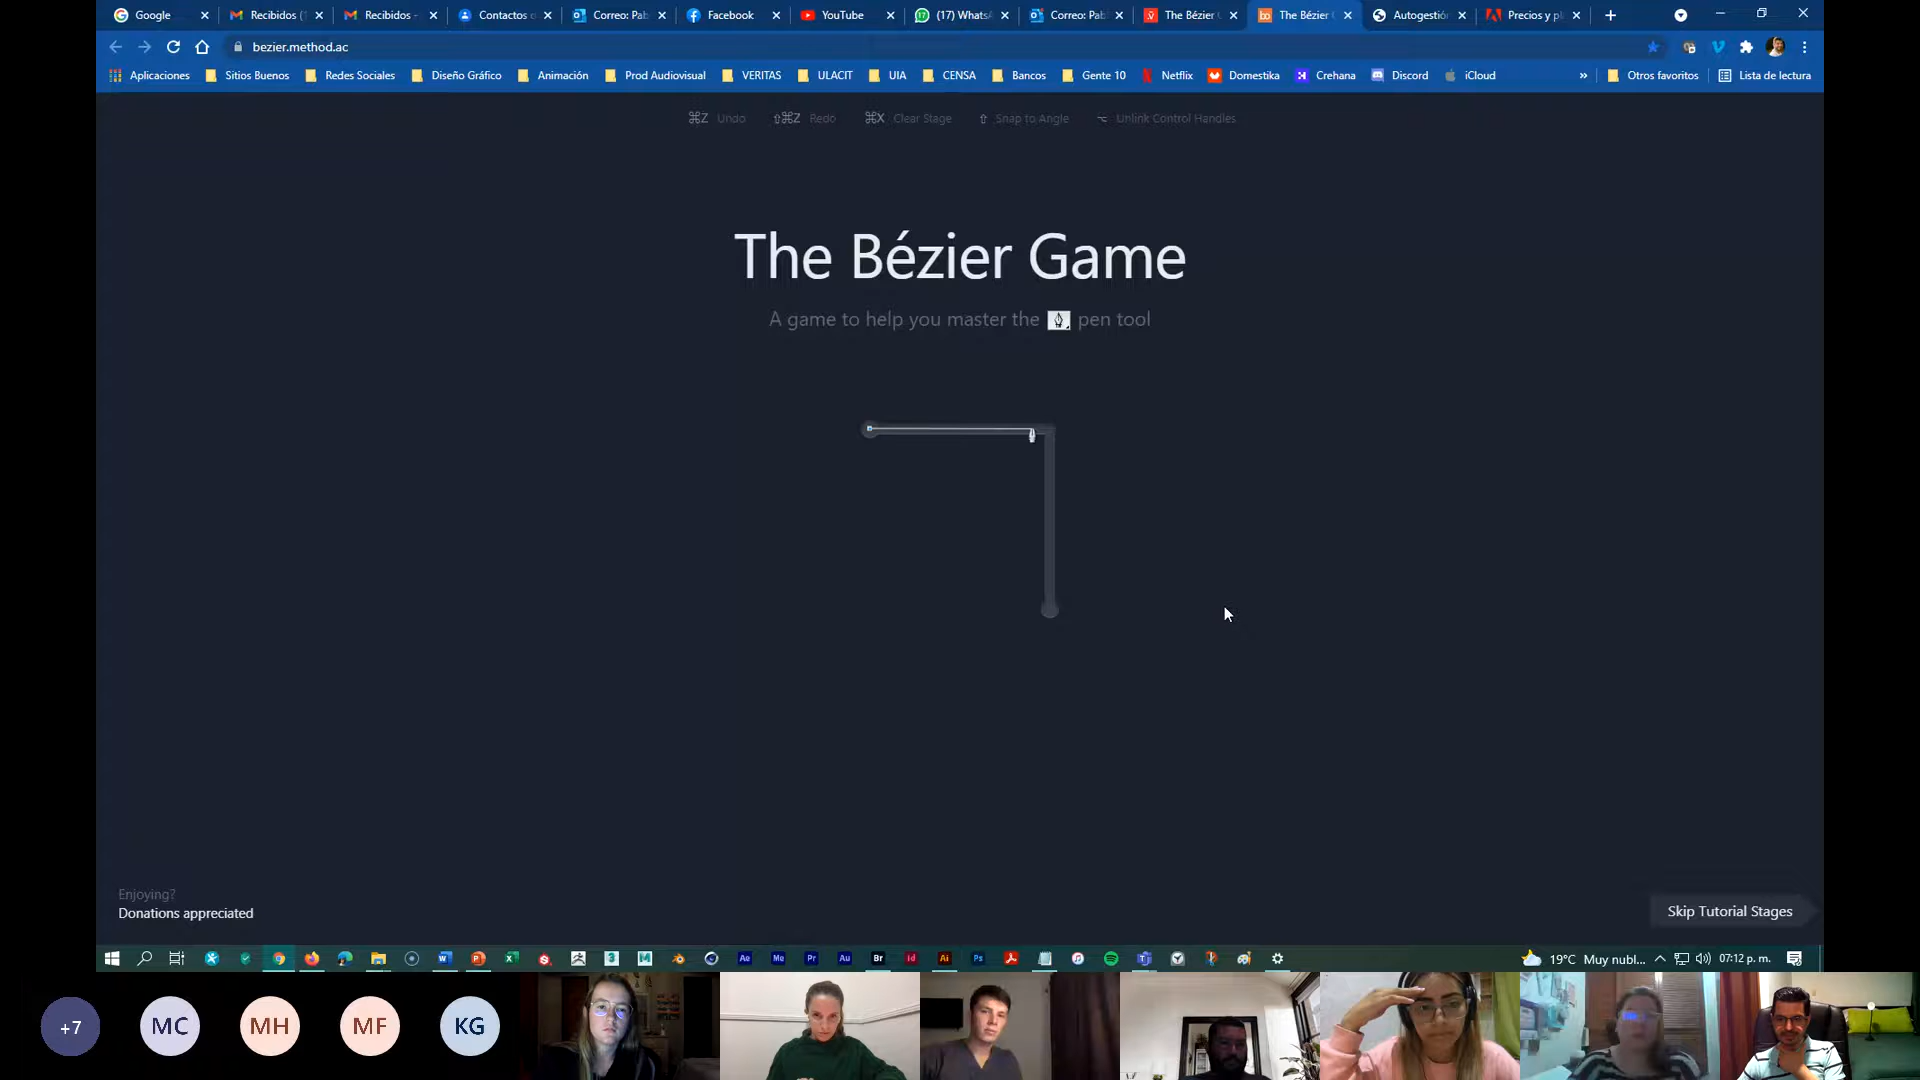 Google
Recibidos (
Recibidos -
Contactos
Correo: Pab
Facebook
YouTube
(17) Whats
Correo: Pab
The Bézier
The Bézier
Autogestión
Precios y pl
bezier.method.ac
Aplicaciones
Sitios Buenos
Redes Sociales
Diseño Gráfico
Animación
Prod Audiovisual
VERITAS
ULACIT
UIA
CENSA
Bancos
Gente 10
Netflix
Domestika
Crehana
Discord
iCloud
»
Otros favoritos
Lista de lectura
⌘Z Undo
⇧⌘Z Redo
⌘X Clear Stage
⇧ Snap to Angle
⌥ Unlink Control Handles
The Bézier Game
A game to help you master the pen tool
Enjoying?
Donations appreciated
Skip Tutorial Stages
19°C Muy nubl...
07:12 p. m.
+7
MC
MH
MF
KG